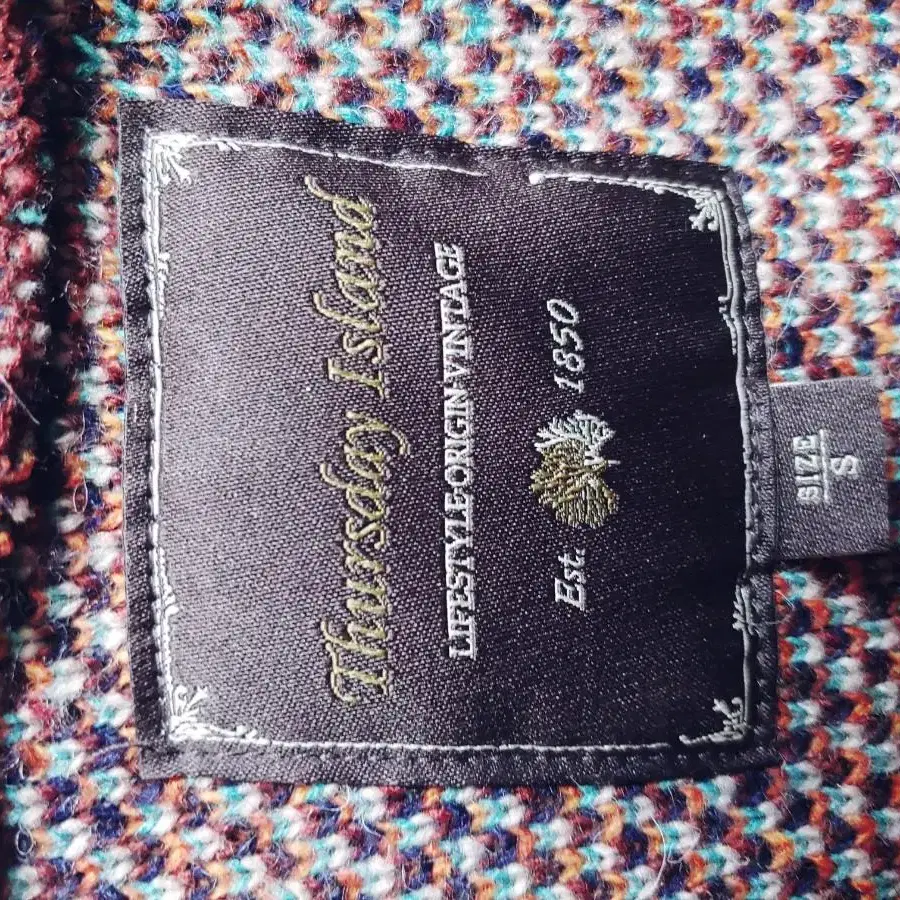 Thursday Island
LIFESTYLE·ORIGIN·VINTAGE
Est. 1850
SIZE
S